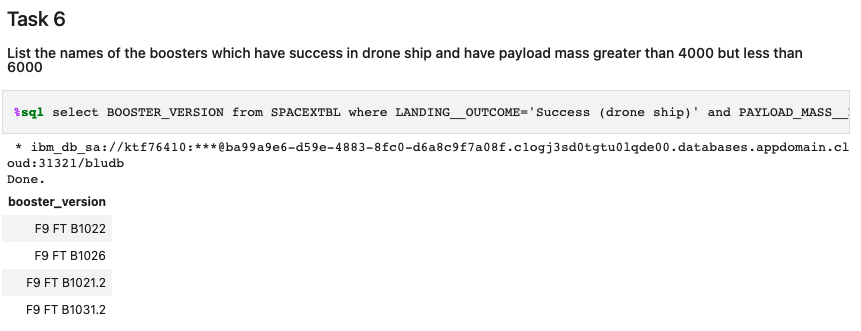 Task 6
List the names of the boosters which have success in drone ship and have payload mass greater than 4000 but less than
6000
%sql select BOOSTER_VERSION from SPACEXTBL where LANDING__OUTCOME='Success (drone ship)' and PAYLOAD_MASS__
* ibm_db_sa://ktf76410:***@ba99a9e6-d59e-4883-8fc0-d6a8c9f7a08f.c1ogj3sd0tgtu0lqde00.databases.appdomain.cl
oud:31321/bludb
Done.
booster_version
F9 FT B1022
F9 FT B1026
F9 FT B1021.2
F9 FT B1031.2